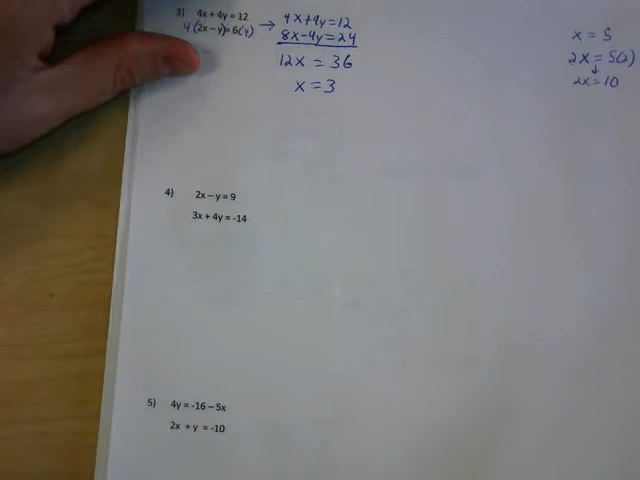 3) 4x + 4y = 12
4(2x – y) = 6(4) →
4x+4y=12
8x-4y=24
12x = 36
x=3
x = 5
2x = 5(2)
↓
2x=10
4) 2x – y = 9
3x + 4y = -14
5) 4y = -16 – 5x
2x + y = -10